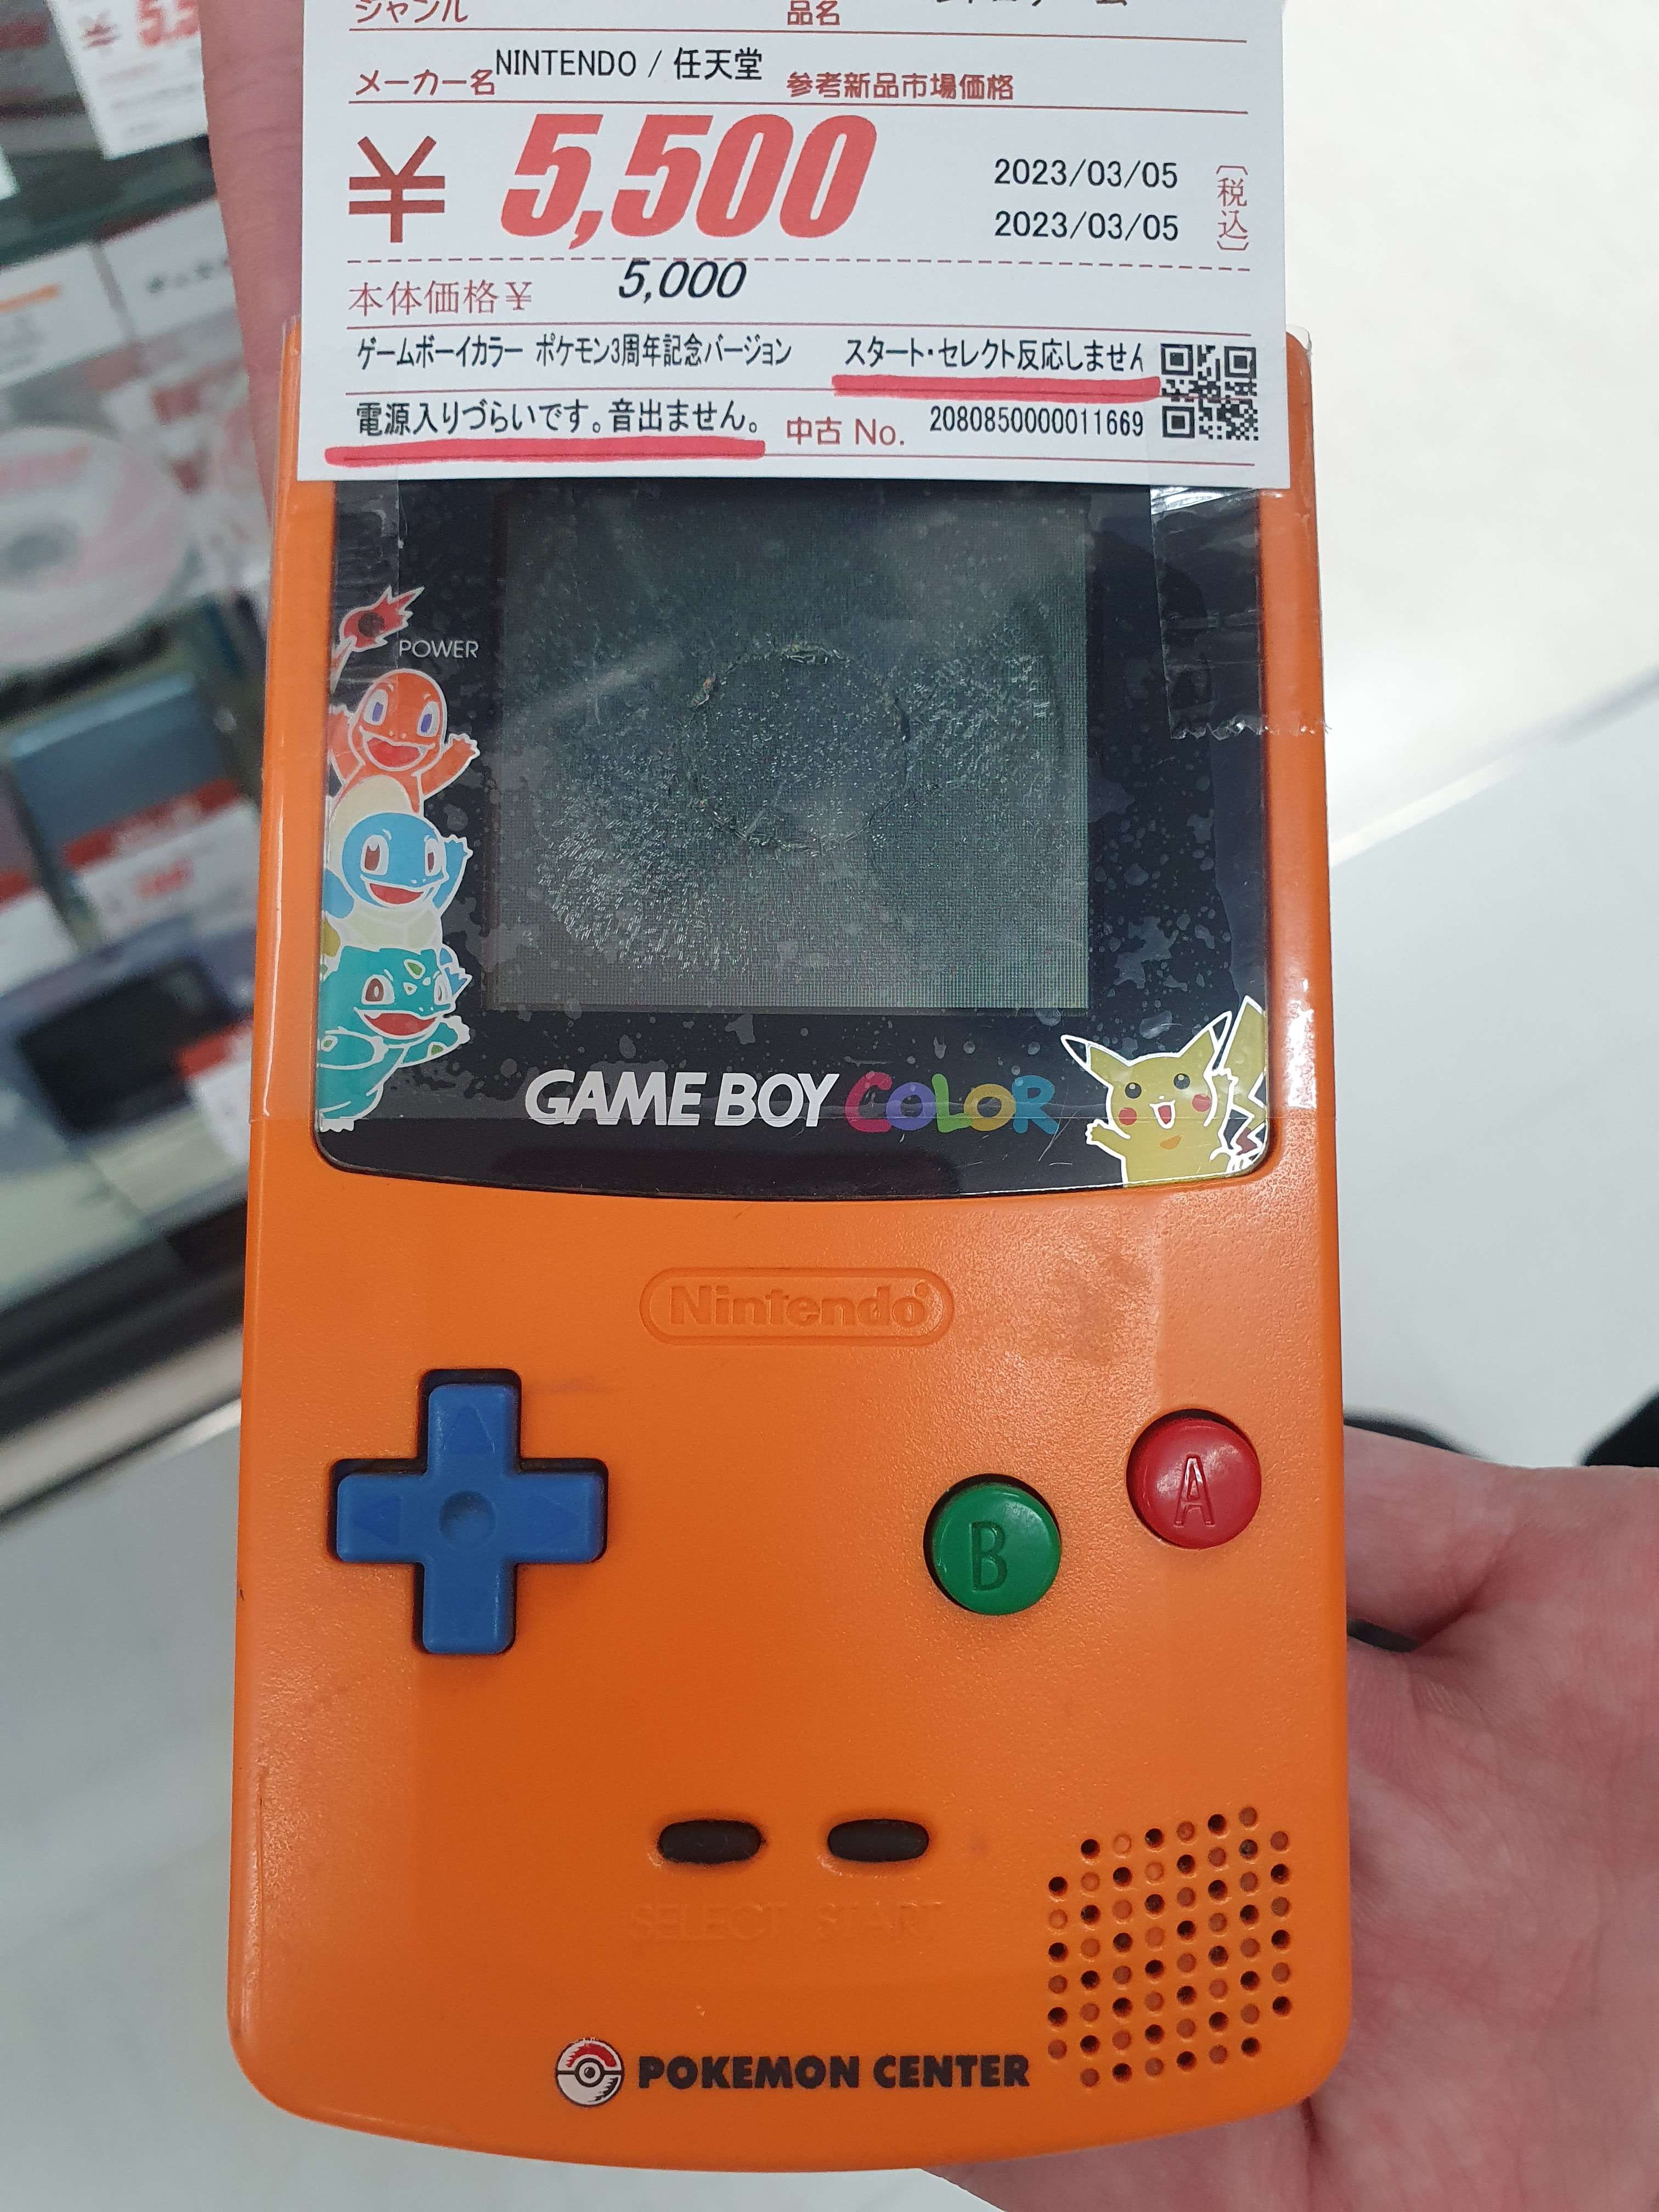 ジャンル 品名
メーカー名 NINTENDO / 任天堂 参考新品市場価格
¥ 5,500 2023/03/05 〔税込〕
2023/03/05
本体価格¥ 5,000
ゲームボーイカラー ポケモン3周年記念バージョン スタート・セレクト反応しません
電源入りづらいです。音出ません。 中古 No. 2080850000011669
POWER
GAME BOY COLOR
Nintendo
A
B
SELECT START
POKEMON CENTER